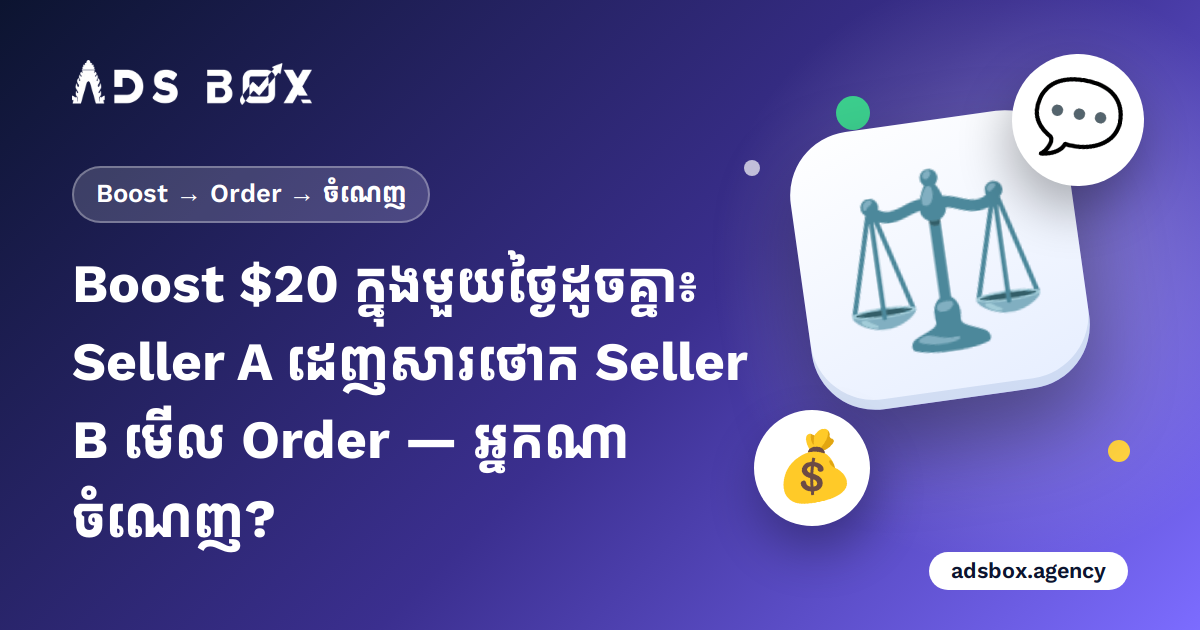 ADS BOX
Boost → Order → ចំណេញ
Boost $20 ក្នុងមួយថ្ងៃដូចគ្នា៖
Seller A ដេញសារថោក Seller
B មើល Order — អ្នកណា
ចំណេញ?
adsbox.agency